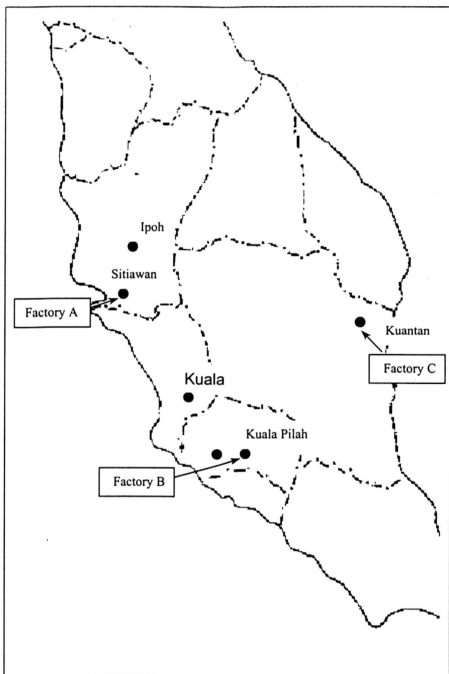 Ipoh
Sitiawan
Factory A
Kuantan
Factory C
Kuala
Kuala Pilah
Factory B